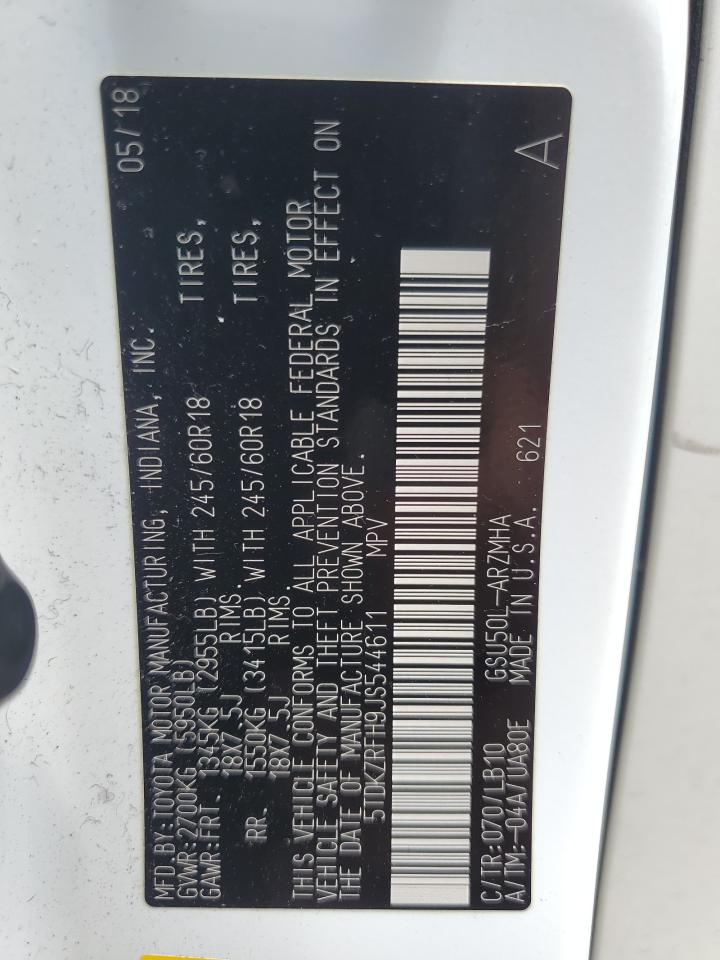 MFD.BY:TOYOTA MOTOR MANUFACTURING, INDIANA, INC. 05/18
GVWR:2700KG (5950LB)
GAWR:FRT. 1345KG (2955LB) WITH 245/60R18 TIRES,
18X7.5J RIMS.
RR. 1550KG (3415LB) WITH 245/60R18 TIRES,
18X7.5J RIMS.
THIS VEHICLE CONFORMS TO ALL APPLICABLE FEDERAL MOTOR
VEHICLE SAFETY AND THEFT PREVENTION STANDARDS IN EFFECT ON
THE DATE OF MANUFACTURE SHOWN ABOVE.
5TDKZRFH9JS544611 MPV
C/TR:070/LB10 GSU50L-ARZMHA
A/TM:-04A/UA80E MADE IN U.S.A. 621
A